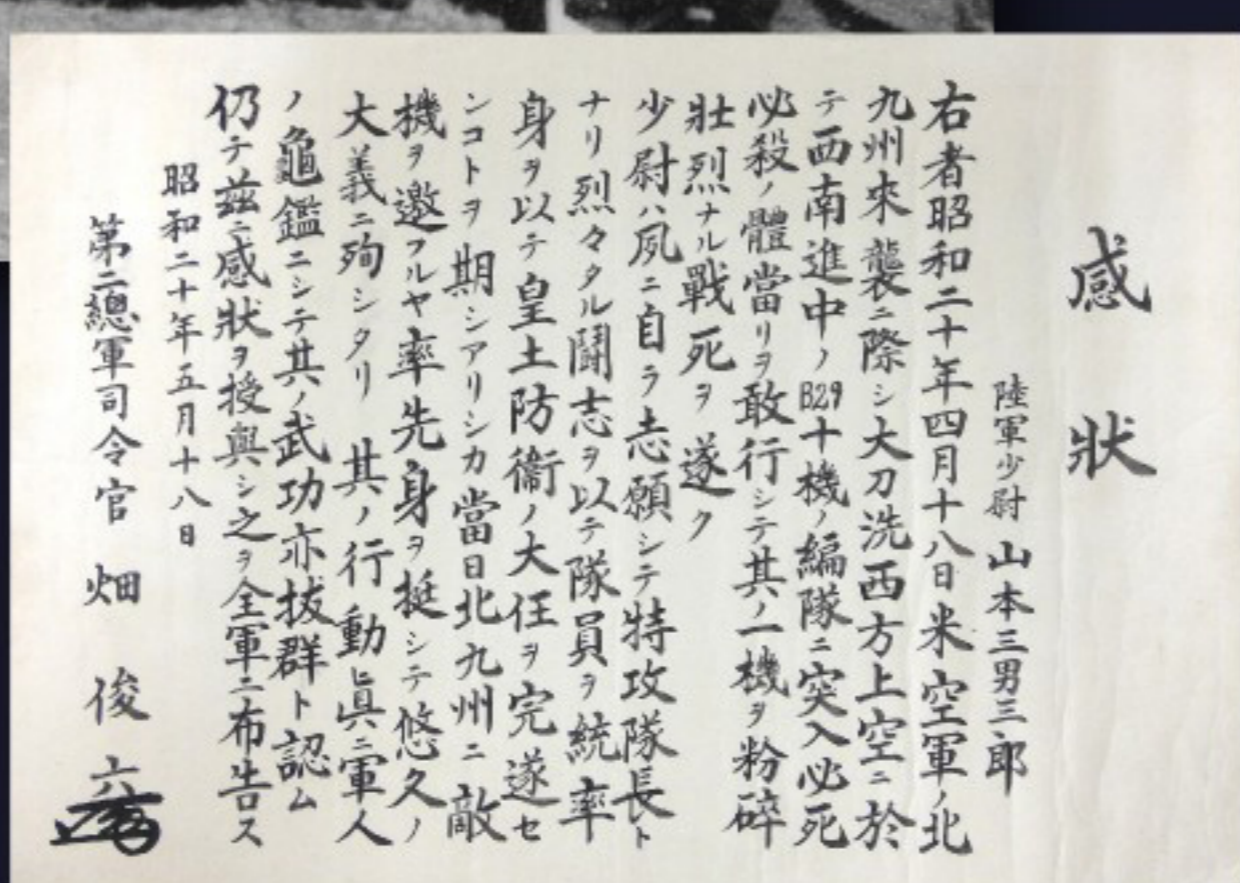 感狀
陸軍少尉 山本三男三郎
右者昭和二十年四月十八日米空軍ノ北
九州來襲ニ際シ大刀洗西方上空ニ於
テ西南進中ノB29十機ノ編隊ニ突入必死
必殺ノ體當リヲ敢行シテ其ノ一機ヲ粉碎
壯烈ナル戰死ヲ遂ク
少尉ハ夙ニ自ラ志願シテ特攻隊長ト
ナリ烈々タル鬪志ヲ以テ隊員ヲ統率
身ヲ以テ皇土防衞ノ大任ヲ完遂セ
ンコトヲ期シアリシカ當日北九州ニ敵
機ヲ邀フルヤ率先身ヲ挺シテ悠久ノ
大義ニ殉シタリ 其ノ行動眞ニ軍人
ノ龜鑑ニシテ其ノ武功亦拔群ト認ム
仍テ茲ニ感狀ヲ授與シ之ヲ全軍ニ布告ス
昭和二十年五月十八日
第二總軍司令官 畑 俊六